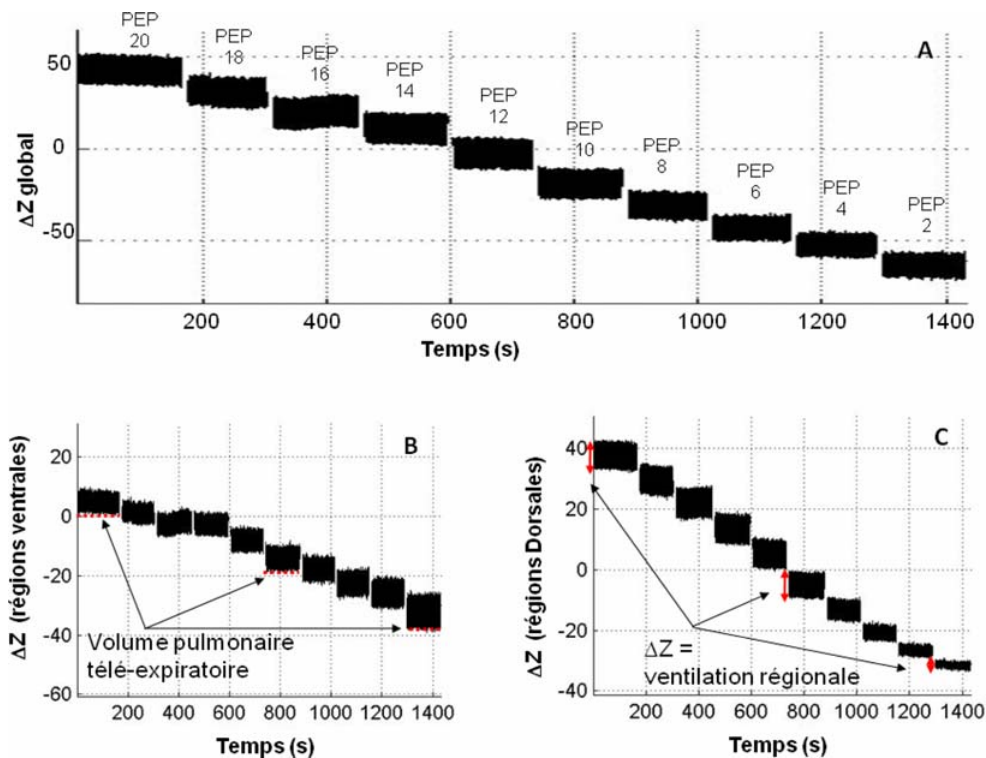 A
PEP
20
PEP
18
PEP
16
PEP
14
PEP
12
PEP
10
PEP
8
PEP
6
PEP
4
PEP
2
ΔZ global
50
0
-50
200
400
600
800
1000
1200
1400
Temps (s)
B
ΔZ (régions ventrales)
20
0
-20
-40
-60
Volume pulmonaire
télé-expiratoire
200 400 600 800 1000 1200 1400
Temps (s)
C
ΔZ (régions Dorsales)
40
20
0
-20
-40
ΔZ =
ventilation régionale
200 400 600 800 1000 1200 1400
Temps (s)